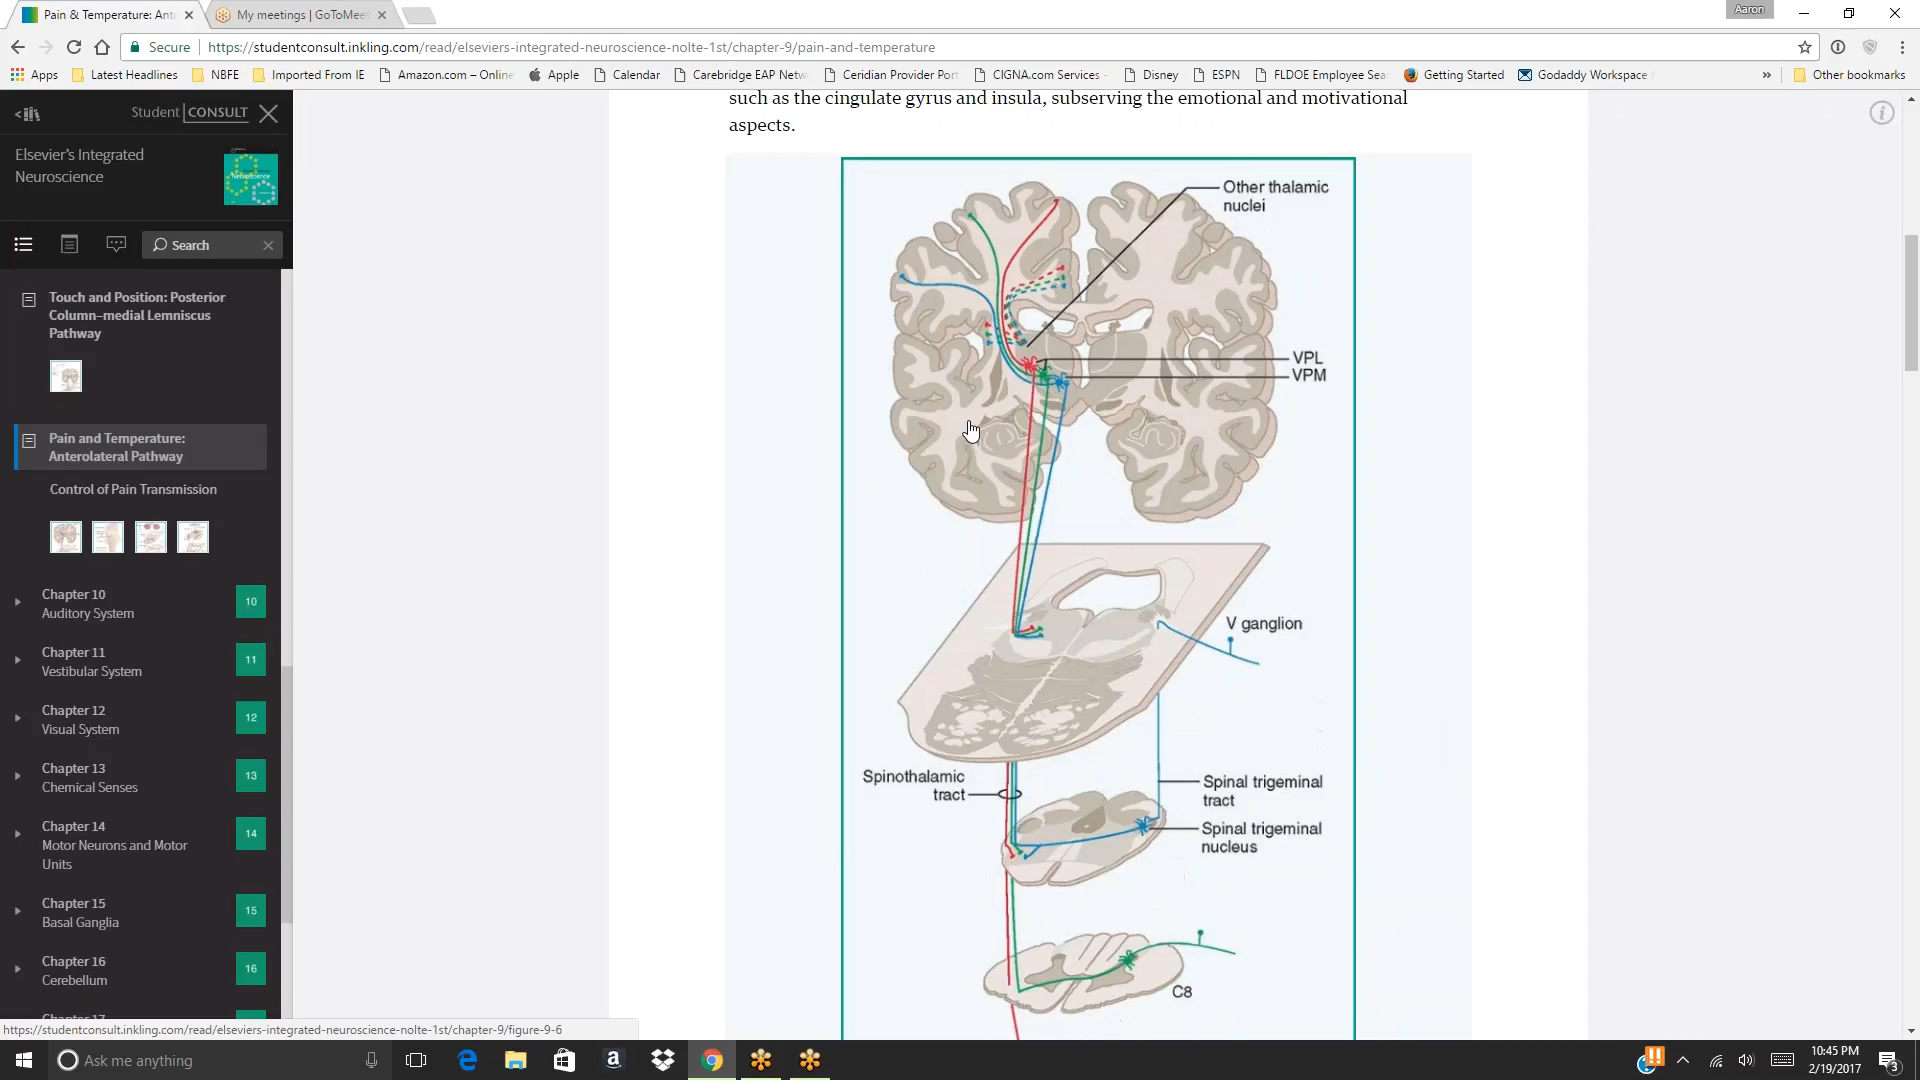 Pain & Temperature: Ant
My meetings | GoToMee
Aaron
Secure
https://studentconsult.inkling.com/read/elseviers-integrated-neuroscience-nolte-1st/chapter-9/pain-and-temperature
Apps
Latest Headlines
NBFE
Imported From IE
Amazon.com – Online
Apple
Calendar
Carebridge EAP Netw
Ceridian Provider Por
CIGNA.com Services -
Disney
ESPN
FLDOE Employee Sea
Getting Started
Godaddy Workspace
»
Other bookmarks
Student CONSULT
Elsevier's Integrated
Neuroscience
Neuroscience
Search
Touch and Position: Posterior
Column–medial Lemniscus
Pathway
Pain and Temperature:
Anterolateral Pathway
Control of Pain Transmission
Chapter 10
Auditory System
10
Chapter 11
Vestibular System
11
Chapter 12
Visual System
12
Chapter 13
Chemical Senses
13
Chapter 14
Motor Neurons and Motor
Units
14
Chapter 15
Basal Ganglia
15
Chapter 16
Cerebellum
16
Chapter 17
such as the cingulate gyrus and insula, subserving the emotional and motivational
aspects.
Other thalamic
nuclei
VPL
VPM
V ganglion
Spinothalamic
tract
Spinal trigeminal
tract
Spinal trigeminal
nucleus
C8
https://studentconsult.inkling.com/read/elseviers-integrated-neuroscience-nolte-1st/chapter-9/figure-9-6
Ask me anything
10:45 PM
2/19/2017
3